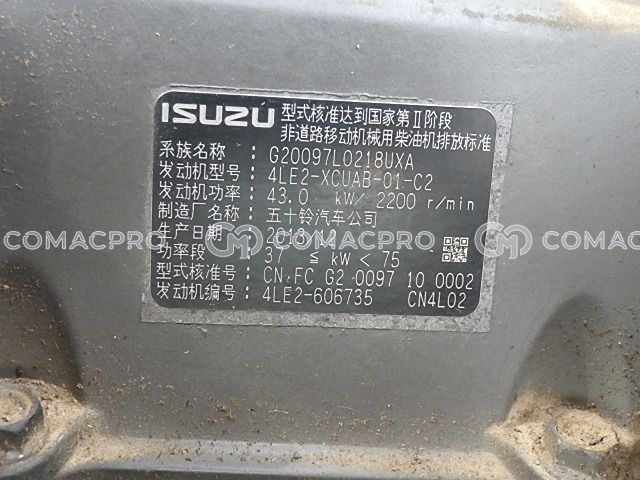 ISUZU 型式核准达到国家第Ⅱ阶段
非道路移动机械用柴油机排放标准
系族名称 : G20097L0218UXA
发动机型号: 4LE2-XCUAB-01-C2
发动机功率: 43.0 kW/ 2200 r/min
制造厂名称: 五十铃汽车公司
生产日期 : 2013/12
功率段 : 37 ≦ kW < 75
型式核准号: CN FC G2 0097 10 0002
发动机编号: 4LE2-606735 CN4L02
COMACPRO COMACPRO COMACPRO